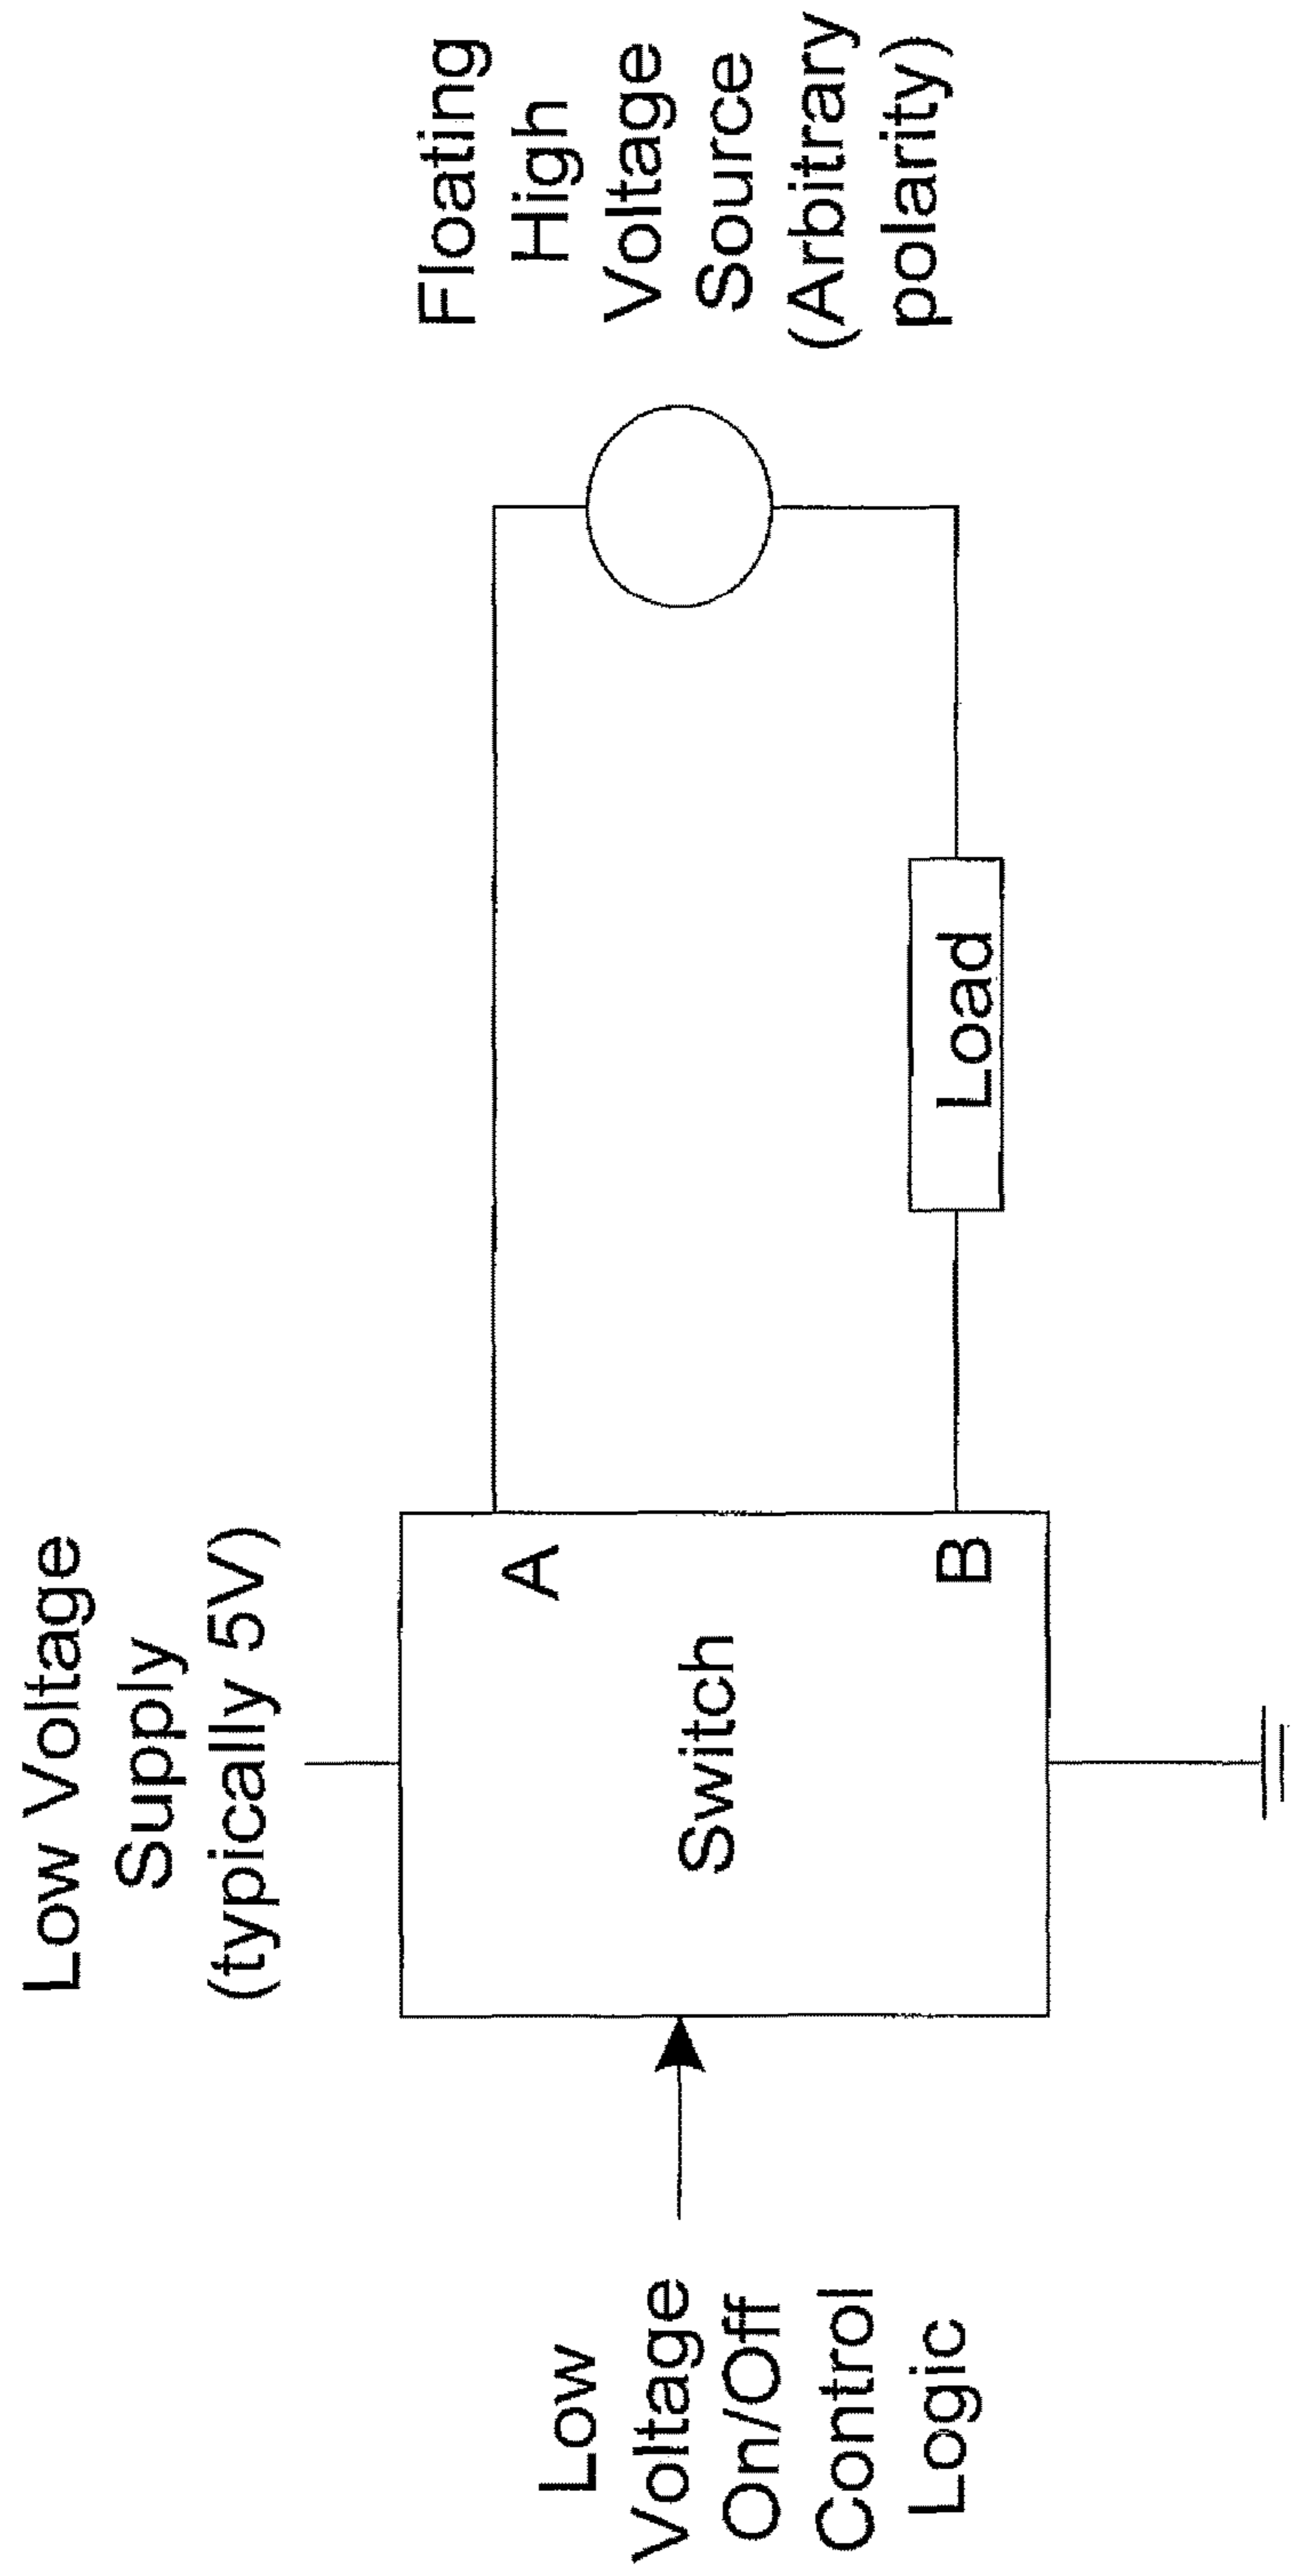 Low Voltage
Supply
(typically 5V)
Low
Voltage
On/Off
Control
Logic
Switch
A
B
Load
Floating
High
Voltage
Source
(Arbitrary
polarity)